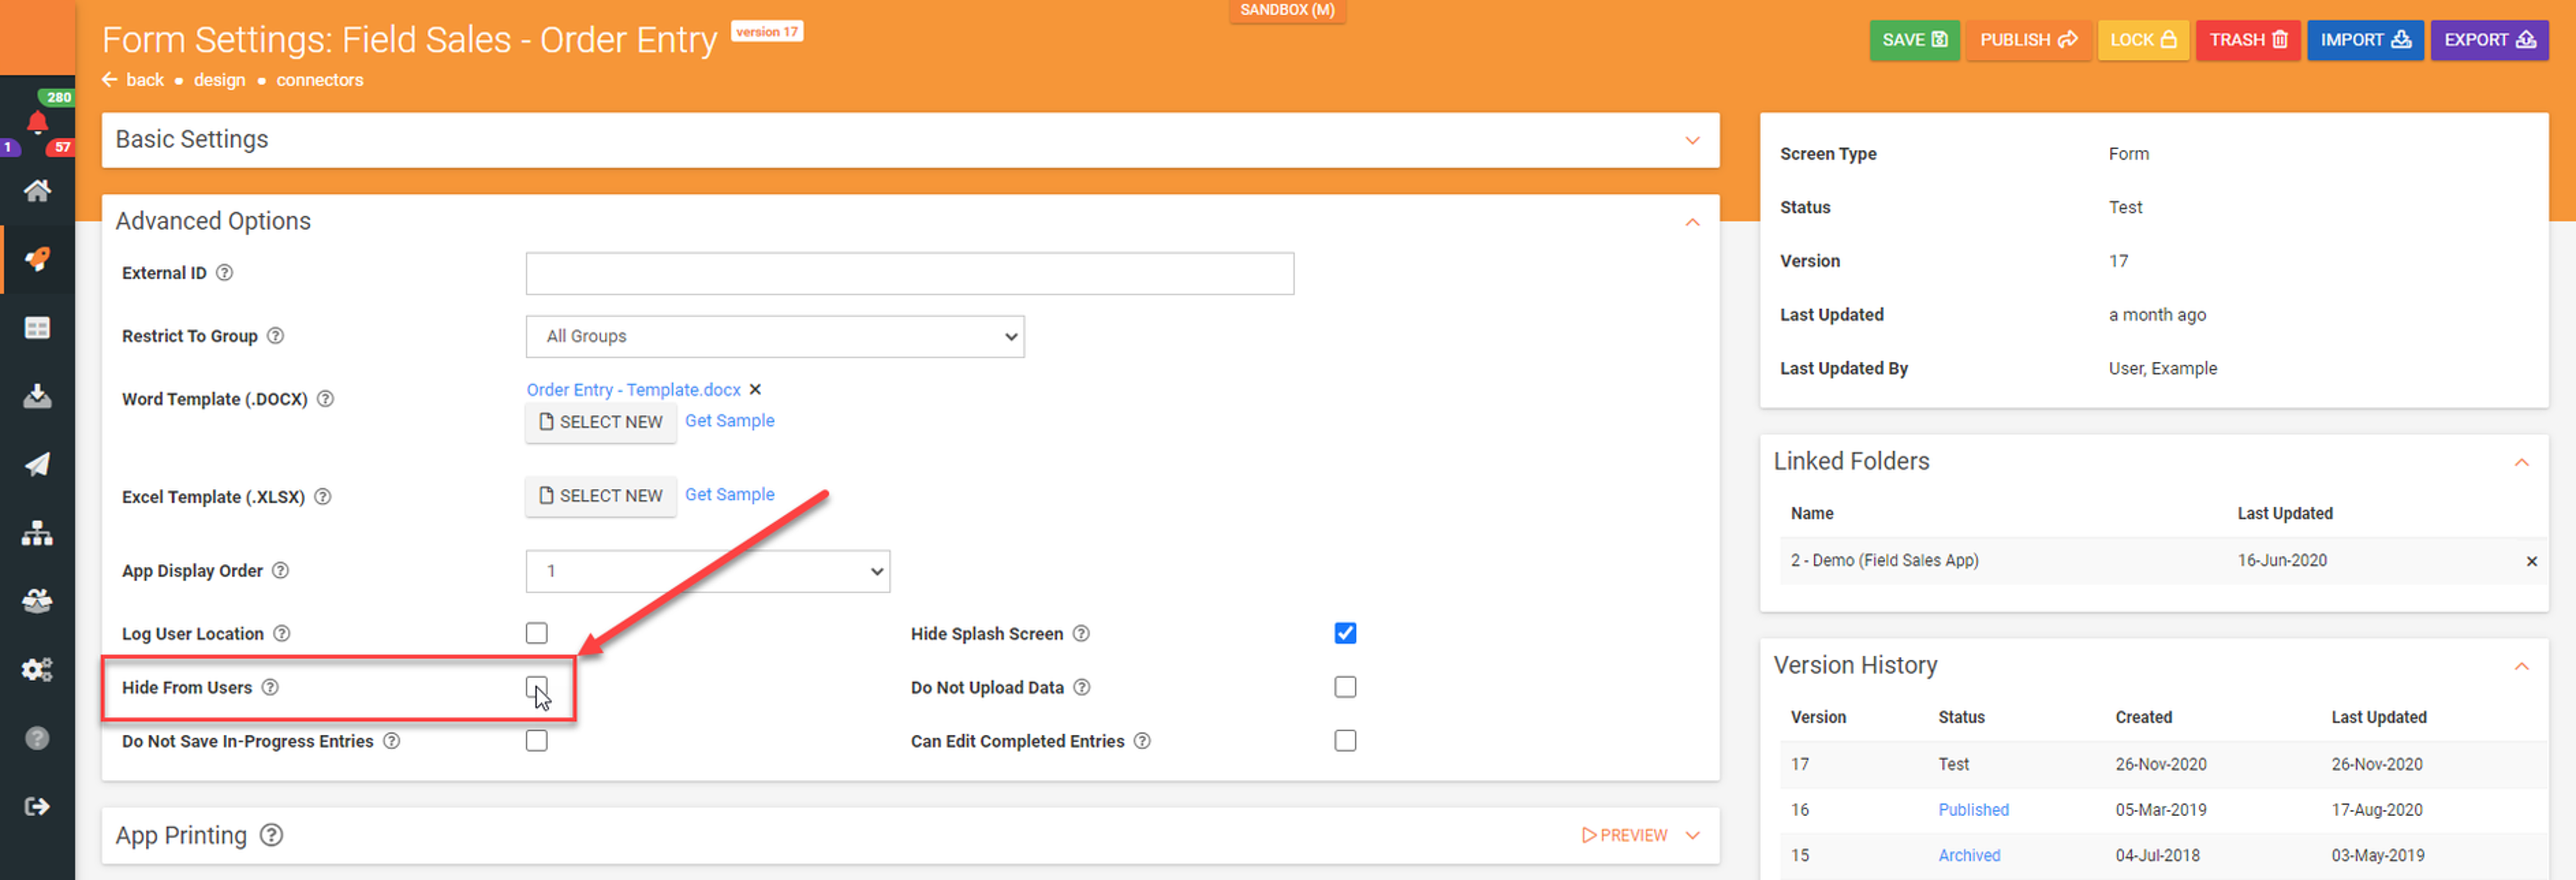 SANDBOX (M)
Form Settings: Field Sales - Order Entry version 17
SAVE PUBLISH LOCK TRASH IMPORT EXPORT
back • design • connectors
280
1 57
Basic Settings
Advanced Options
External ID
Restrict To Group All Groups
Word Template (.DOCX) Order Entry - Template.docx
SELECT NEW Get Sample
Excel Template (.XLSX) SELECT NEW Get Sample
App Display Order 1
Log User Location Hide Splash Screen
Hide From Users Do Not Upload Data
Do Not Save In-Progress Entries Can Edit Completed Entries
App Printing PREVIEW
Screen Type Form
Status Test
Version 17
Last Updated a month ago
Last Updated By User, Example
Linked Folders
Name Last Updated
2 - Demo (Field Sales App) 16-Jun-2020
Version History
Version Status Created Last Updated
17 Test 26-Nov-2020 26-Nov-2020
16 Published 05-Mar-2019 17-Aug-2020
15 Archived 04-Jul-2018 03-May-2019